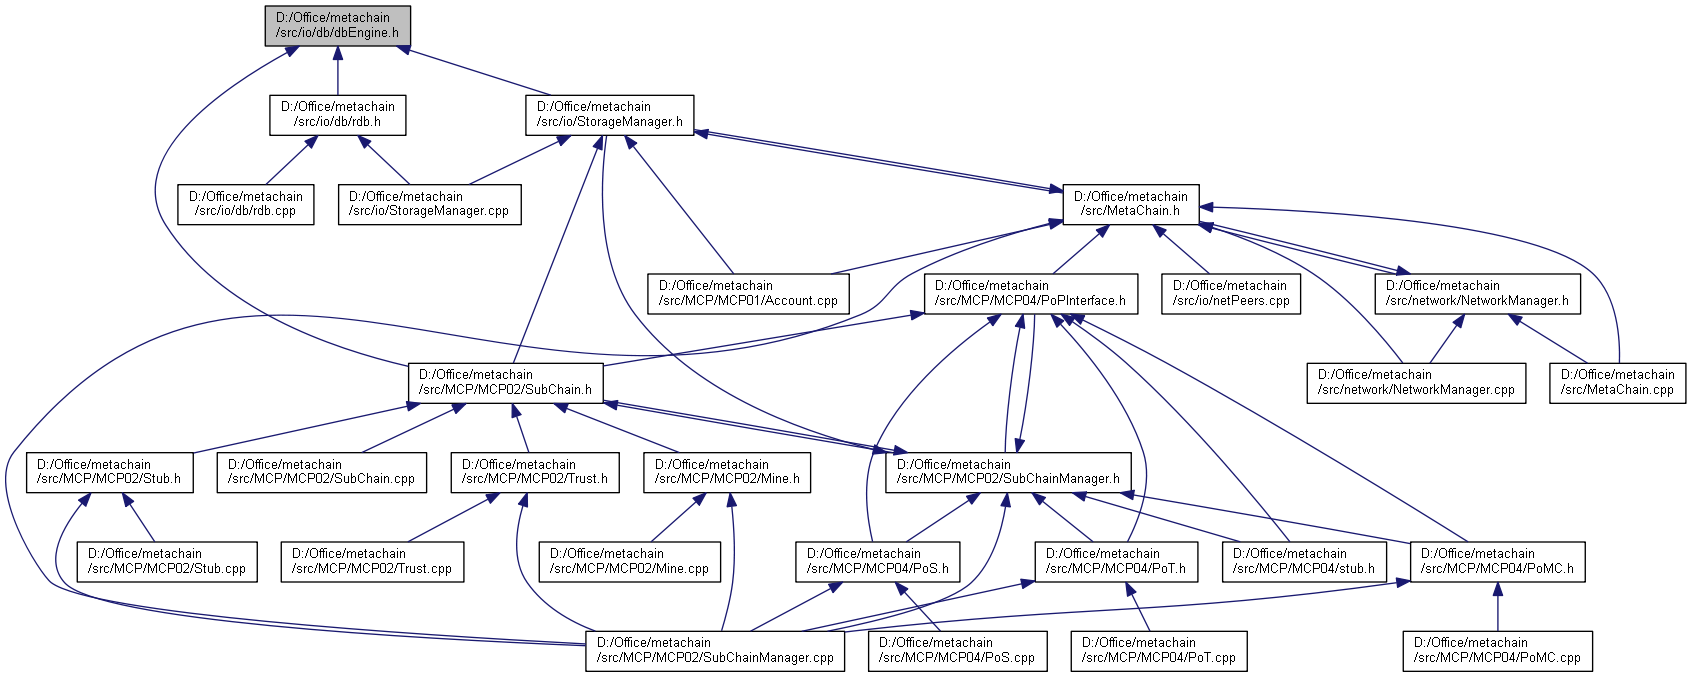 D:/Office/metachain
/src/io/db/dbEngine.h
D:/Office/metachain
/src/io/db/rdb.h
D:/Office/metachain
/src/io/StorageManager.h
D:/Office/metachain
/src/io/db/rdb.cpp
D:/Office/metachain
/src/io/StorageManager.cpp
D:/Office/metachain
/src/MetaChain.h
D:/Office/metachain
/src/MCP/MCP01/Account.cpp
D:/Office/metachain
/src/MCP/MCP04/PoPInterface.h
D:/Office/metachain
/src/io/netPeers.cpp
D:/Office/metachain
/src/network/NetworkManager.h
D:/Office/metachain
/src/MCP/MCP02/SubChain.h
D:/Office/metachain
/src/network/NetworkManager.cpp
D:/Office/metachain
/src/MetaChain.cpp
D:/Office/metachain
/src/MCP/MCP02/Stub.h
D:/Office/metachain
/src/MCP/MCP02/SubChain.cpp
D:/Office/metachain
/src/MCP/MCP02/Trust.h
D:/Office/metachain
/src/MCP/MCP02/Mine.h
D:/Office/metachain
/src/MCP/MCP02/SubChainManager.h
D:/Office/metachain
/src/MCP/MCP02/Stub.cpp
D:/Office/metachain
/src/MCP/MCP02/Trust.cpp
D:/Office/metachain
/src/MCP/MCP02/Mine.cpp
D:/Office/metachain
/src/MCP/MCP04/PoS.h
D:/Office/metachain
/src/MCP/MCP04/PoT.h
D:/Office/metachain
/src/MCP/MCP04/stub.h
D:/Office/metachain
/src/MCP/MCP04/PoMC.h
D:/Office/metachain
/src/MCP/MCP02/SubChainManager.cpp
D:/Office/metachain
/src/MCP/MCP04/PoS.cpp
D:/Office/metachain
/src/MCP/MCP04/PoT.cpp
D:/Office/metachain
/src/MCP/MCP04/PoMC.cpp